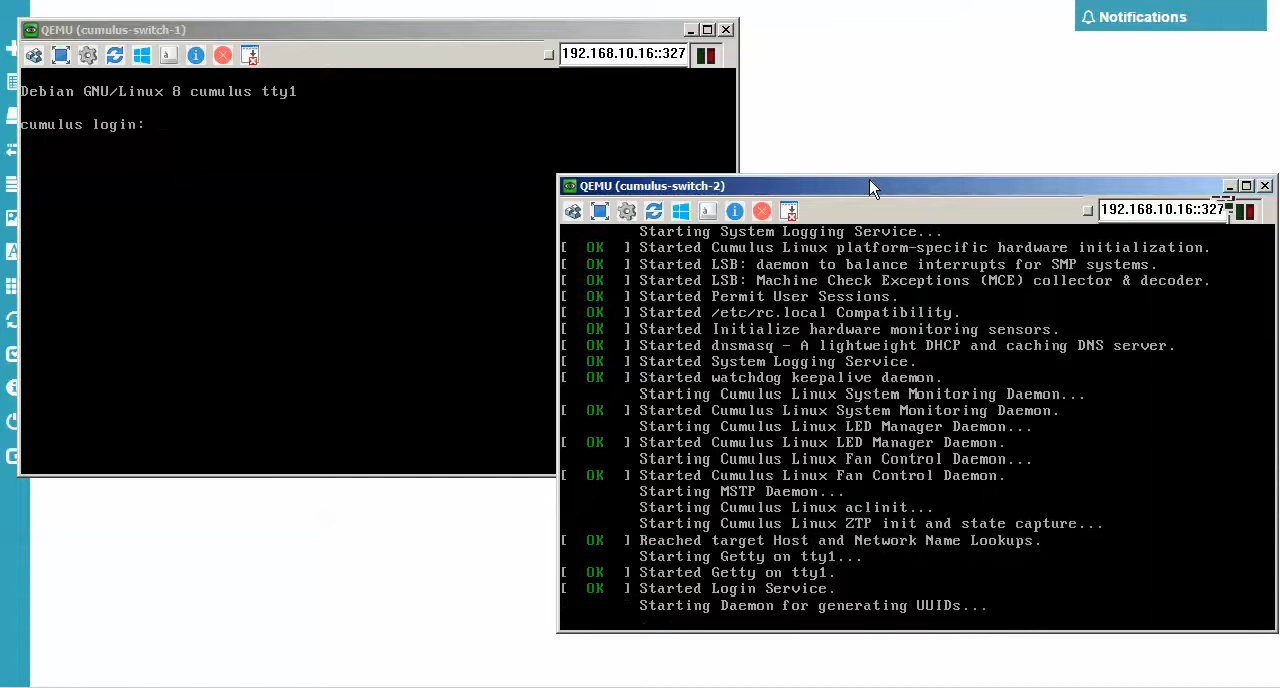 Notifications
QEMU (cumulus-switch-1)
192.168.10.16::327
Debian GNU/Linux 8 cumulus tty1
cumulus login:
QEMU (cumulus-switch-2)
192.168.10.16::327
Starting System Logging Service...
[ OK ] Started Cumulus Linux platform-specific hardware initialization.
[ OK ] Started LSB: daemon to balance interrupts for SMP systems.
[ OK ] Started LSB: Machine Check Exceptions (MCE) collector & decoder.
[ OK ] Started Permit User Sessions.
[ OK ] Started /etc/rc.local Compatibility.
[ OK ] Started Initialize hardware monitoring sensors.
[ OK ] Started dnsmasq - A lightweight DHCP and caching DNS server.
[ OK ] Started System Logging Service.
[ OK ] Started watchdog keepalive daemon.
Starting Cumulus Linux System Monitoring Daemon...
[ OK ] Started Cumulus Linux System Monitoring Daemon.
Starting Cumulus Linux LED Manager Daemon...
[ OK ] Started Cumulus Linux LED Manager Daemon.
Starting Cumulus Linux Fan Control Daemon...
[ OK ] Started Cumulus Linux Fan Control Daemon.
Starting MSTP Daemon...
Starting Cumulus Linux aclinit...
Starting Cumulus Linux ZTP init and state capture...
[ OK ] Reached target Host and Network Name Lookups.
Starting Getty on tty1...
[ OK ] Started Getty on tty1.
[ OK ] Started Login Service.
Starting Daemon for generating UUIDs...